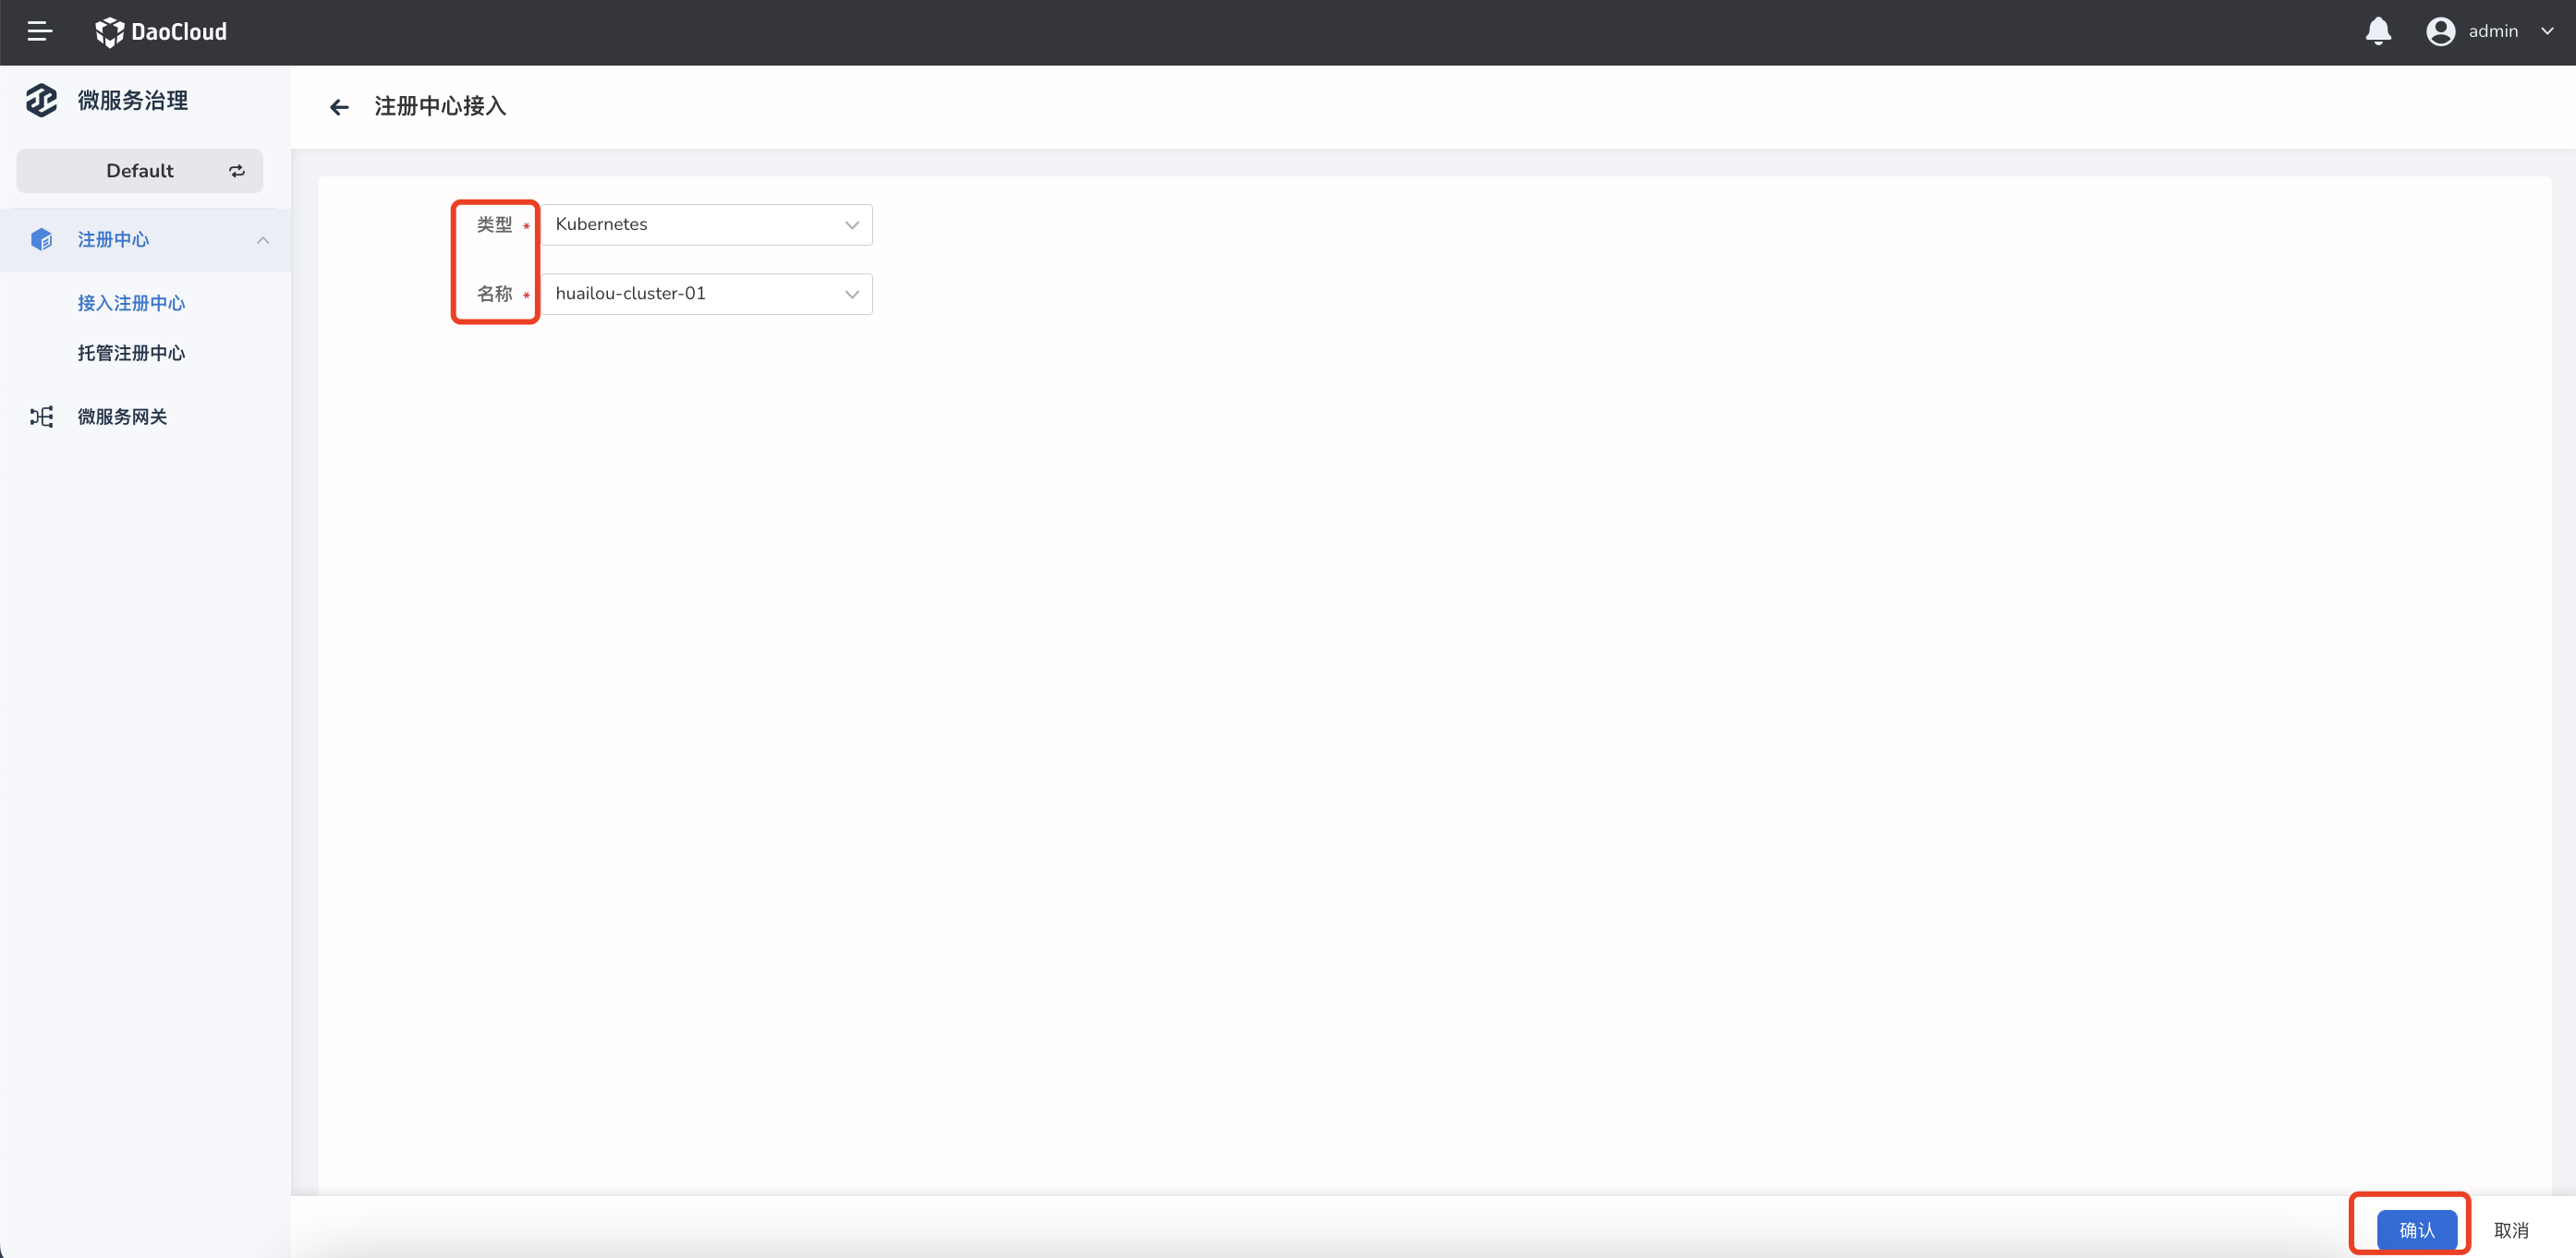 DaoCloud
admin
微服务治理
Default
注册中心
接入注册中心
托管注册中心
微服务网关
注册中心接入
类型 * Kubernetes
名称 * huailou-cluster-01
确认
取消